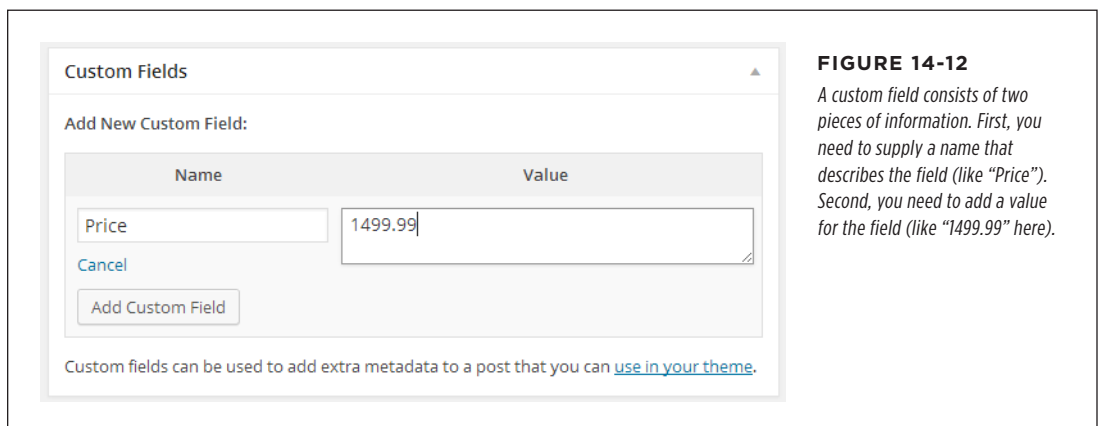 Custom Fields
Add New Custom Field:
Name Value
Price 1499.99
Cancel
Add Custom Field
Custom fields can be used to add extra metadata to a post that you can use in your theme.
FIGURE 14-12
A custom field consists of two
pieces of information. First, you
need to supply a name that
describes the field (like “Price”).
Second, you need to add a value
for the field (like “1499.99” here).